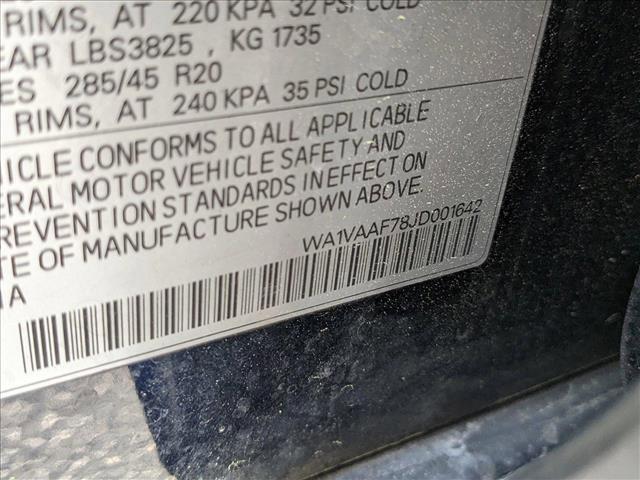 RIMS, AT 220 KPA 32 PSI COLD
EAR LBS3825 , KG 1735
ES 285/45 R20
RIMS, AT 240 KPA 35 PSI COLD
HICLE CONFORMS TO ALL APPLICABLE
ERAL MOTOR VEHICLE SAFETY AND
REVENTION STANDARDS IN EFFECT ON
TE OF MANUFACTURE SHOWN ABOVE.
WA1VAAF78JD001642
IA